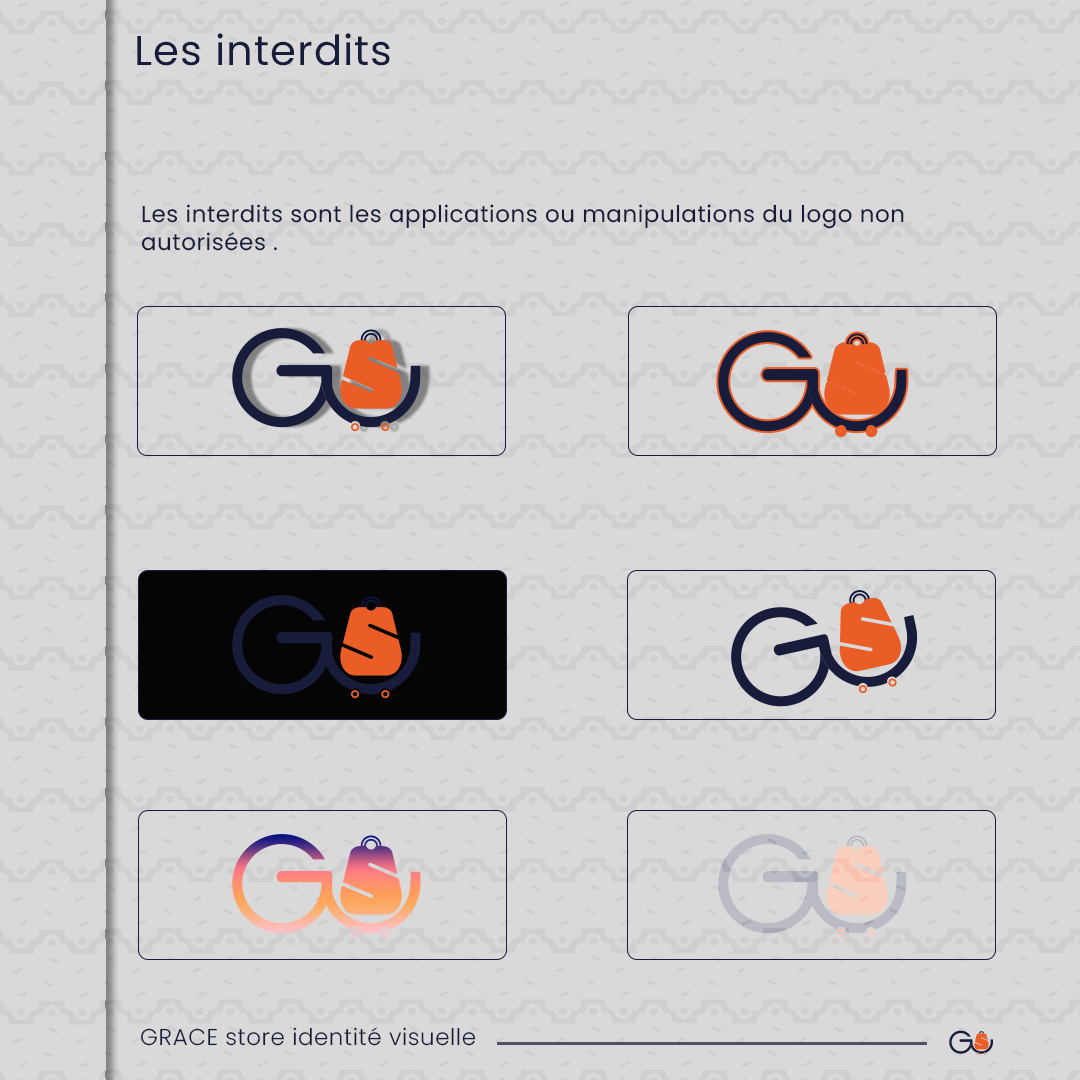 Les interdits
Les interdits sont les applications ou manipulations du logo non
autorisées .
GRACE store identité visuelle